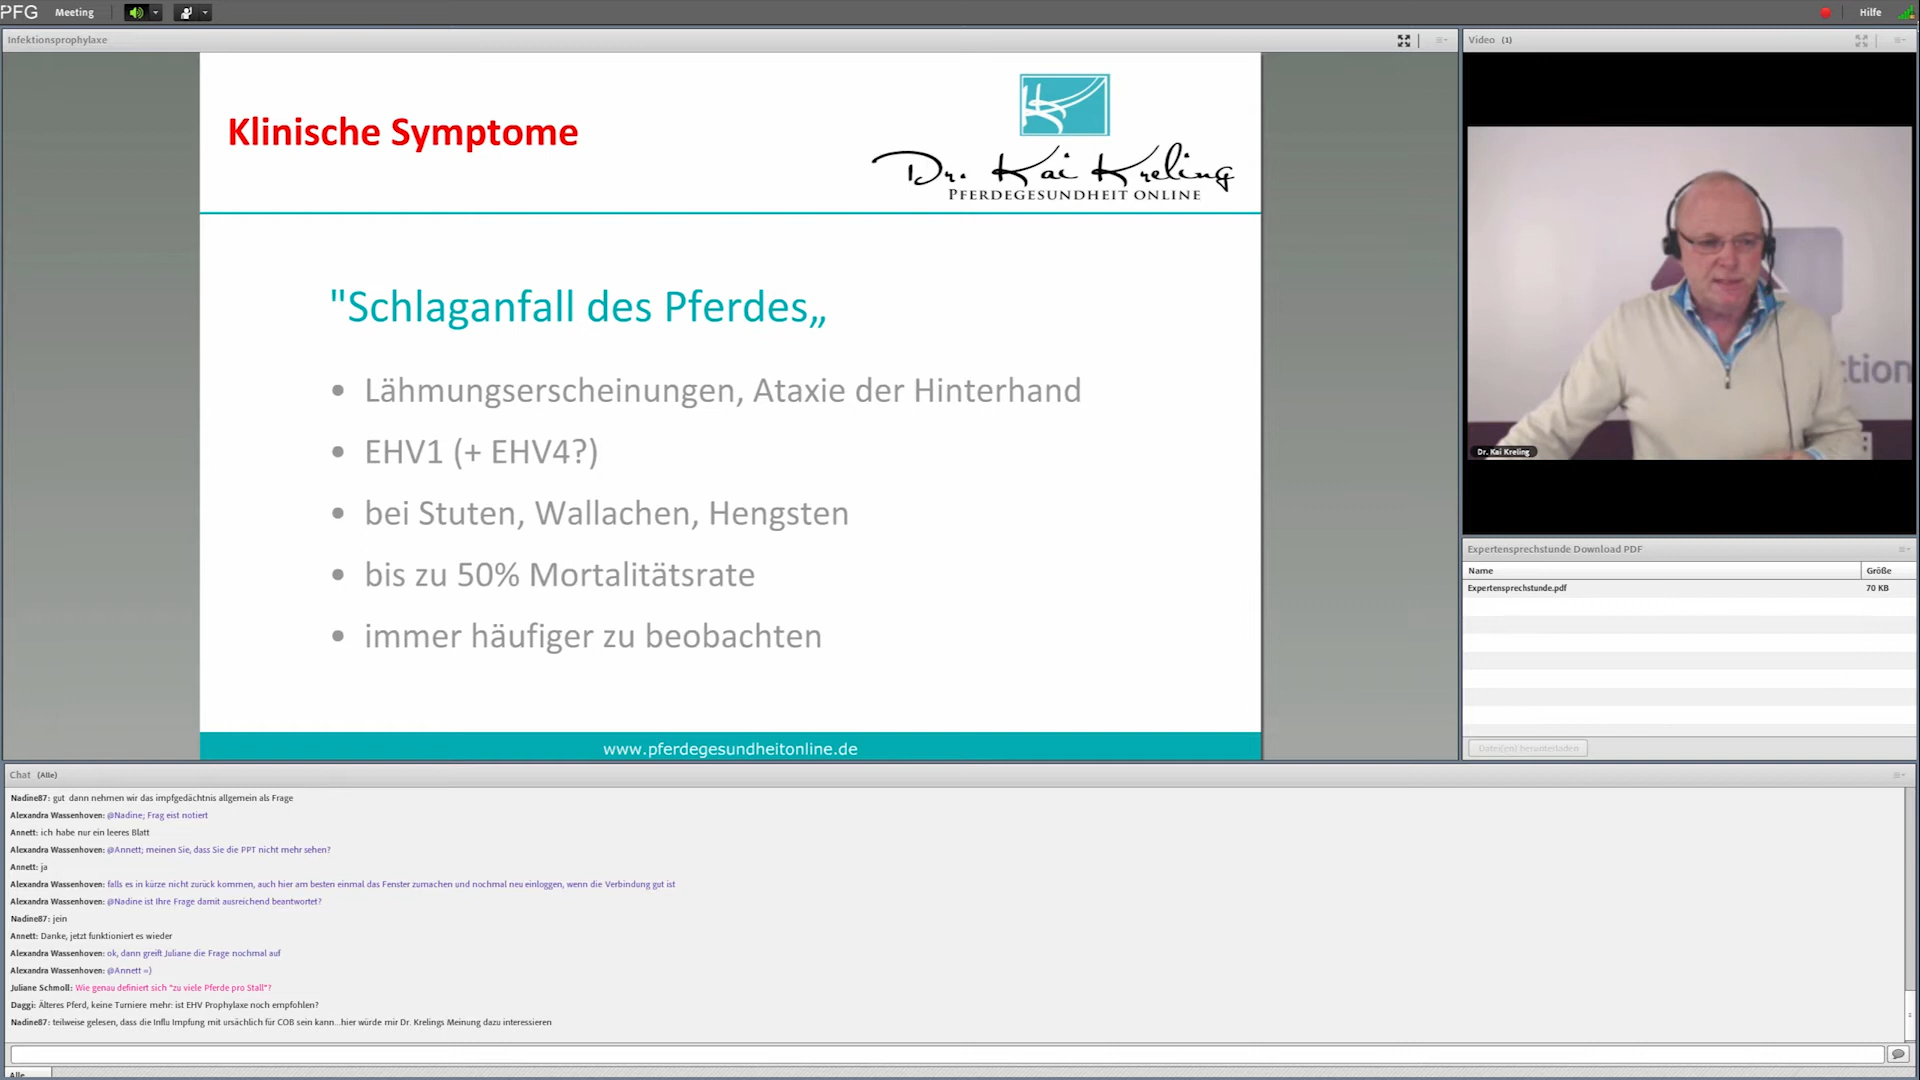 PFG Meeting Hilfe
Infektionsprophylaxe
Klinische Symptome
Dr. Kai Kreling
PFERDEGESUNDHEIT ONLINE
"Schlaganfall des Pferdes„
• Lähmungserscheinungen, Ataxie der Hinterhand
• EHV1 (+ EHV4?)
• bei Stuten, Wallachen, Hengsten
• bis zu 50% Mortalitätsrate
• immer häufiger zu beobachten
www.pferdegesundheitonline.de
Video (1)
ction
Dr. Kai Kreling
Expertensprechstunde Download PDF
Name Größe
Expertensprechstunde.pdf 70 KB
Datei(en) herunterladen
Chat (Alle)
Nadine87: gut dann nehmen wir das impfgedächtnis allgemein als Frage
Alexandra Wassenhoven: @Nadine; Frag eist notiert
Annett: ich habe nur ein leeres Blatt
Alexandra Wassenhoven: @Annett; meinen Sie, dass Sie die PPT nicht mehr sehen?
Annett: ja
Alexandra Wassenhoven: falls es in kürze nicht zurück kommen, auch hier am besten einmal das Fenster zumachen und nochmal neu einloggen, wenn die Verbindung gut ist
Alexandra Wassenhoven: @Nadine ist Ihre Frage damit ausreichend beantwortet?
Nadine87: jein
Annett: Danke, jetzt funktioniert es wieder
Alexandra Wassenhoven: ok, dann greift Juliane die Frage nochmal auf
Alexandra Wassenhoven: @Annett =)
Juliane Schmoll: Wie genau definiert sich "zu viele Pferde pro Stall"?
Daggi: Älteres Pferd, keine Turniere mehr: ist EHV Prophylaxe noch empfohlen?
Nadine87: teilweise gelesen, dass die Influ Impfung mit ursächlich für COB sein kann...hier würde mir Dr. Krelings Meinung dazu interessieren
Alle